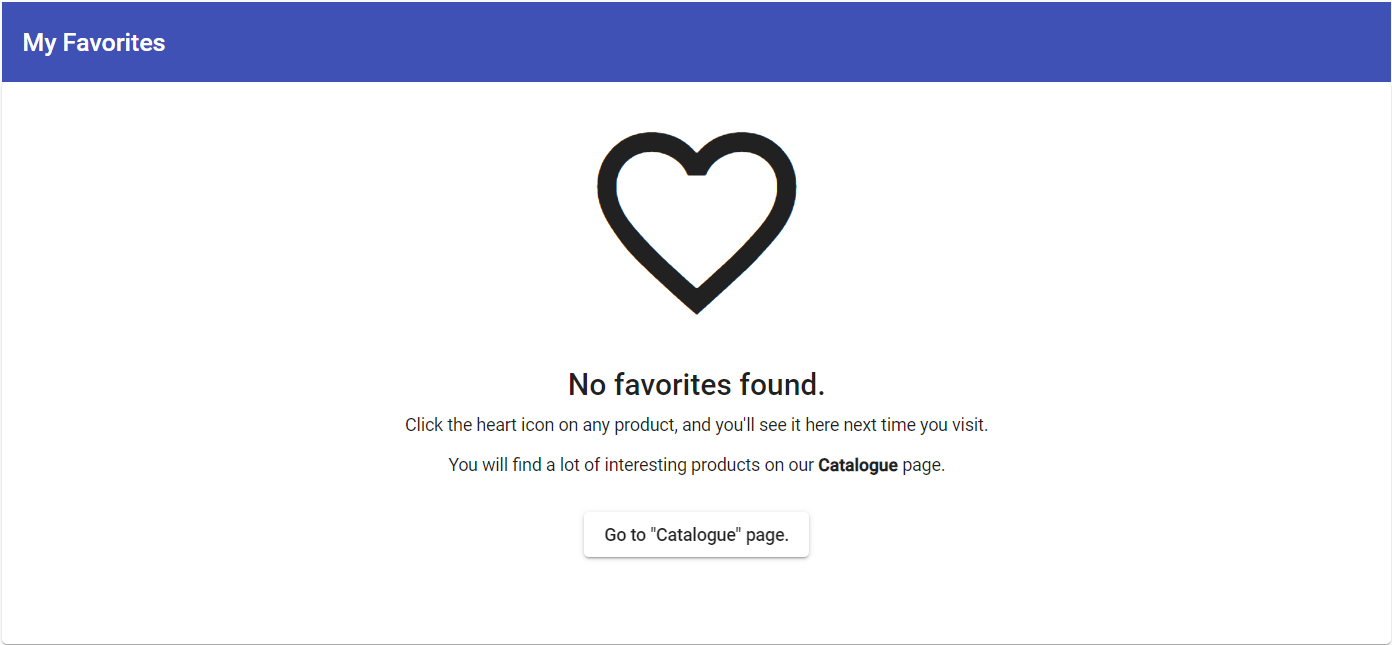 My Favorites
No favorites found.
Click the heart icon on any product, and you'll see it here next time you visit.
You will find a lot of interesting products on our Catalogue page.
Go to "Catalogue" page.